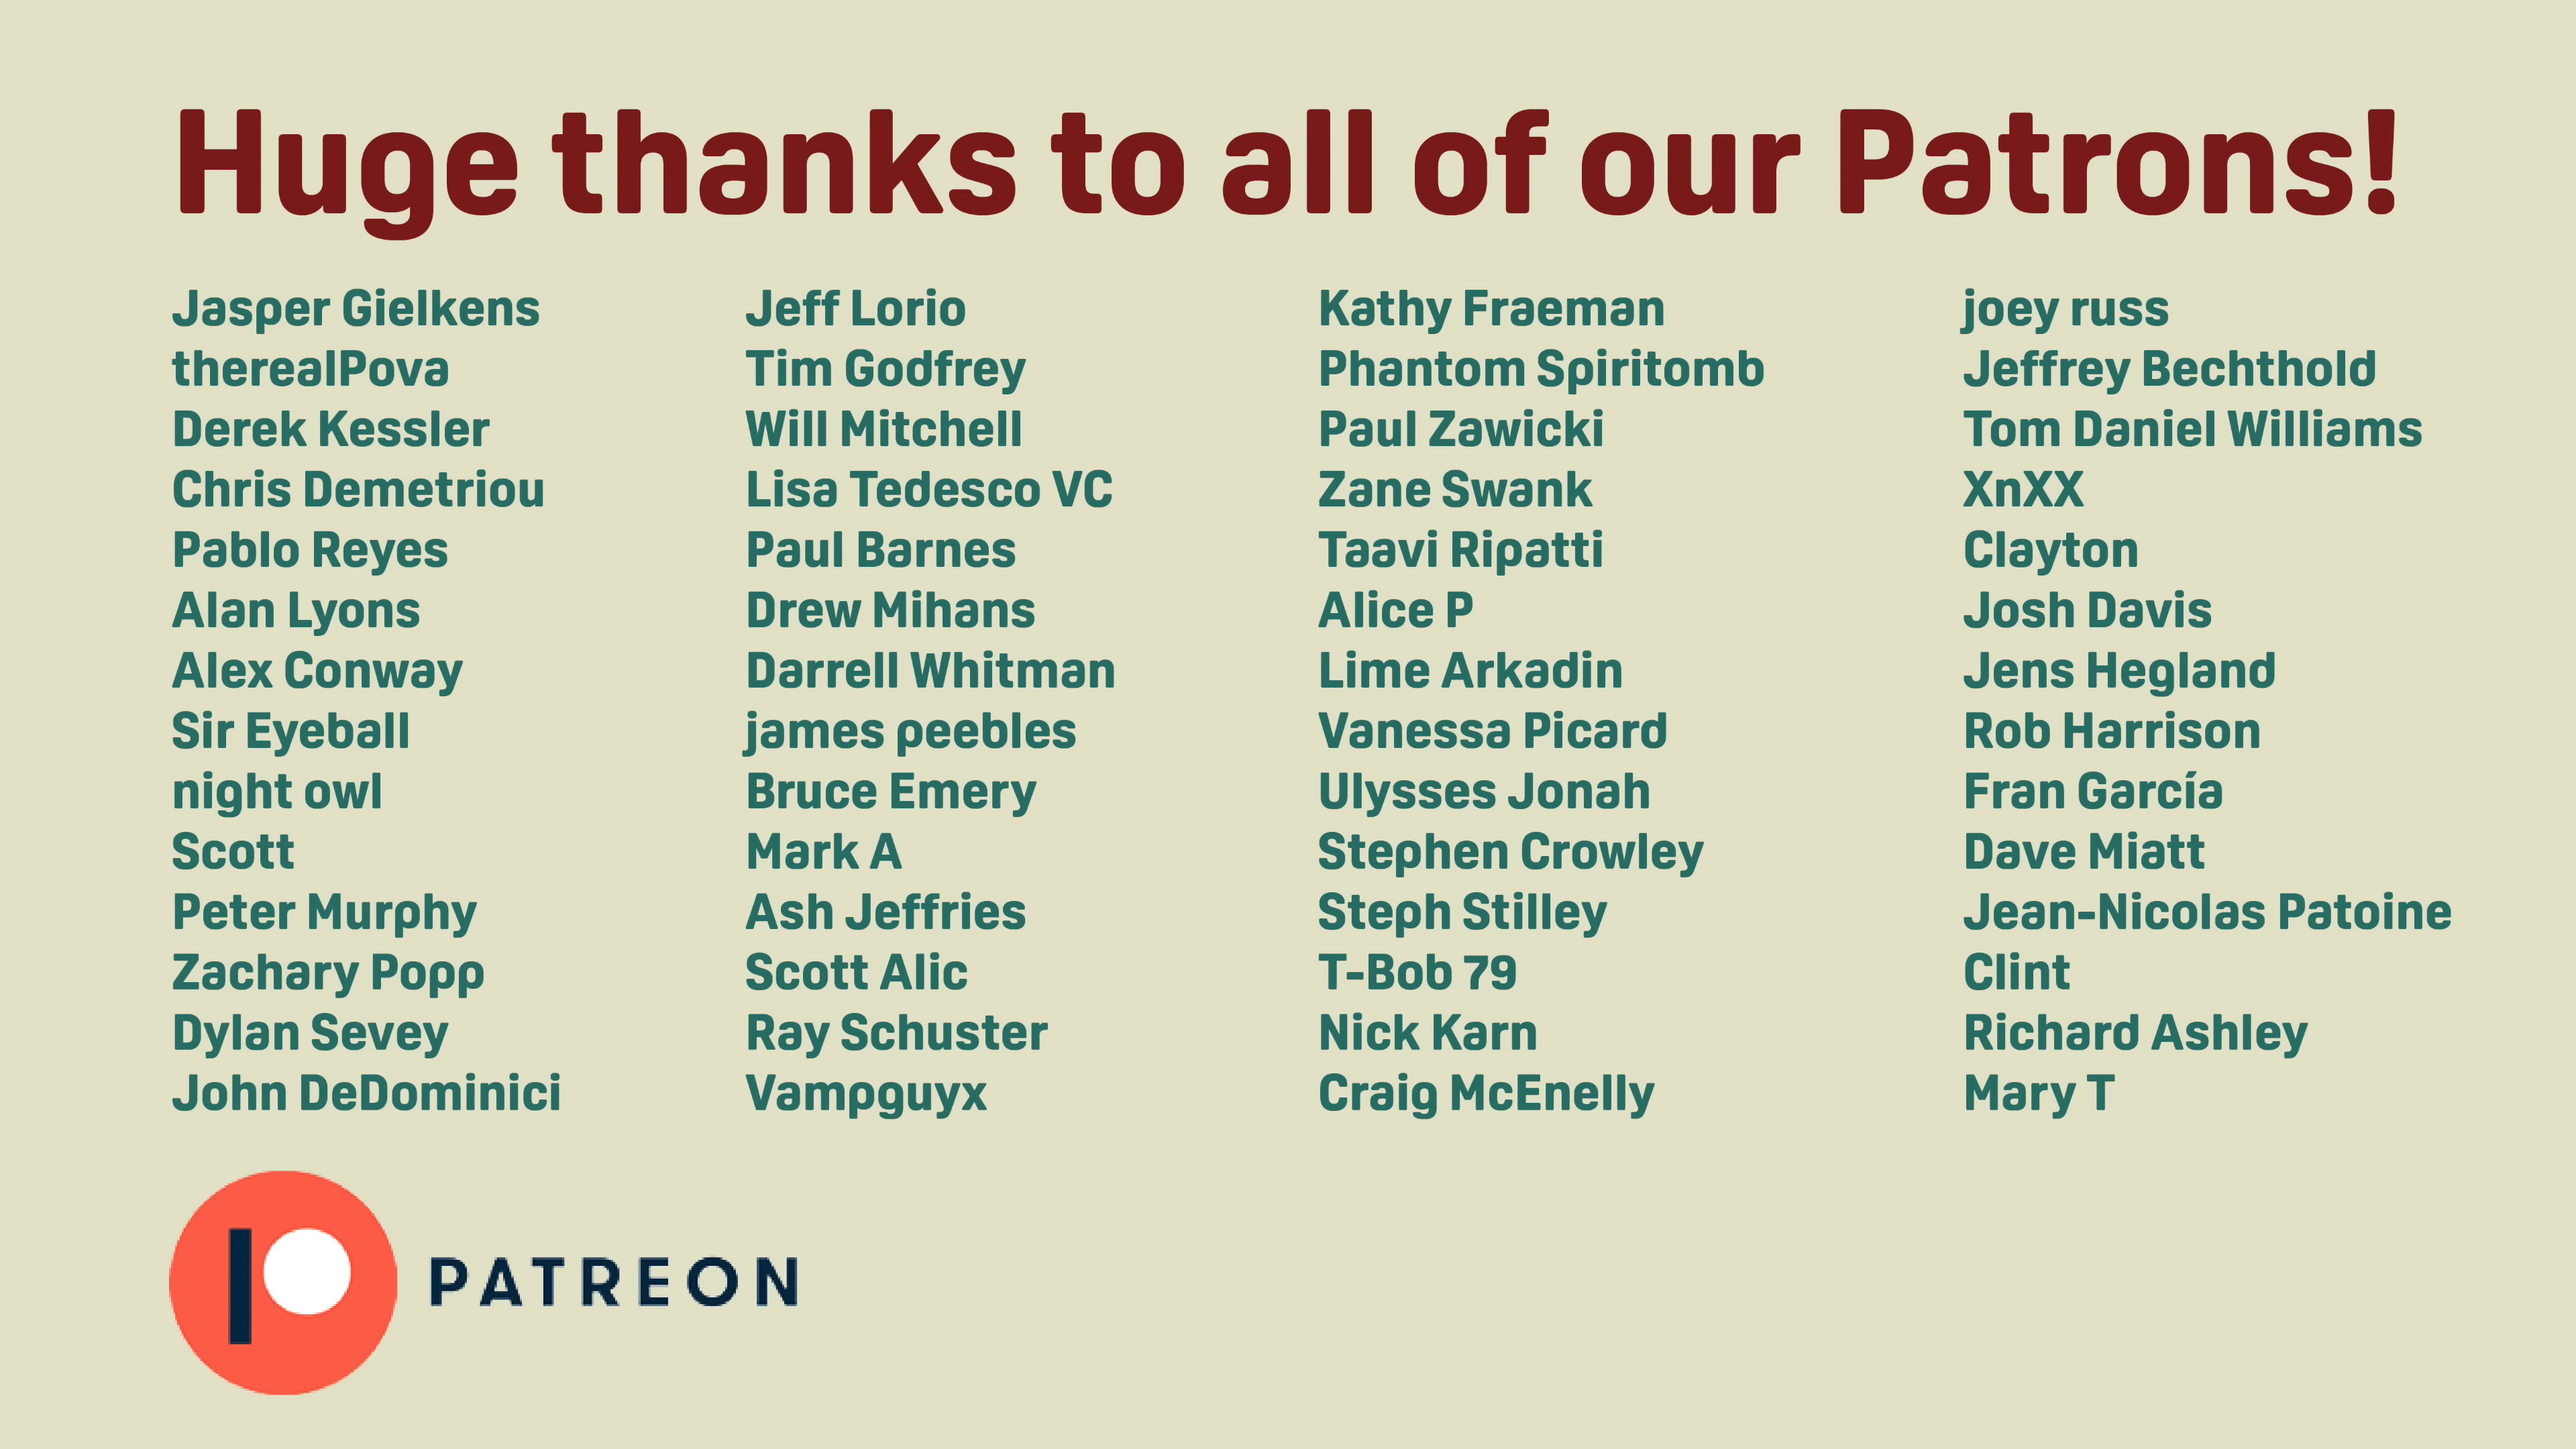 Huge thanks to all of our Patrons!
Jasper Gielkens
therealPova
Derek Kessler
Chris Demetriou
Pablo Reyes
Alan Lyons
Alex Conway
Sir Eyeball
night owl
Scott
Peter Murphy
Zachary Popp
Dylan Sevey
John DeDominici
Jeff Lorio
Tim Godfrey
Will Mitchell
Lisa Tedesco VC
Paul Barnes
Drew Mihans
Darrell Whitman
james peebles
Bruce Emery
Mark A
Ash Jeffries
Scott Alic
Ray Schuster
Vampguyx
Kathy Fraeman
Phantom Spiritomb
Paul Zawicki
Zane Swank
Taavi Ripatti
Alice P
Lime Arkadin
Vanessa Picard
Ulysses Jonah
Stephen Crowley
Steph Stilley
T-Bob 79
Nick Karn
Craig McEnelly
joey russ
Jeffrey Bechthold
Tom Daniel Williams
XnXX
Clayton
Josh Davis
Jens Hegland
Rob Harrison
Fran García
Dave Miatt
Jean-Nicolas Patoine
Clint
Richard Ashley
Mary T
PATREON